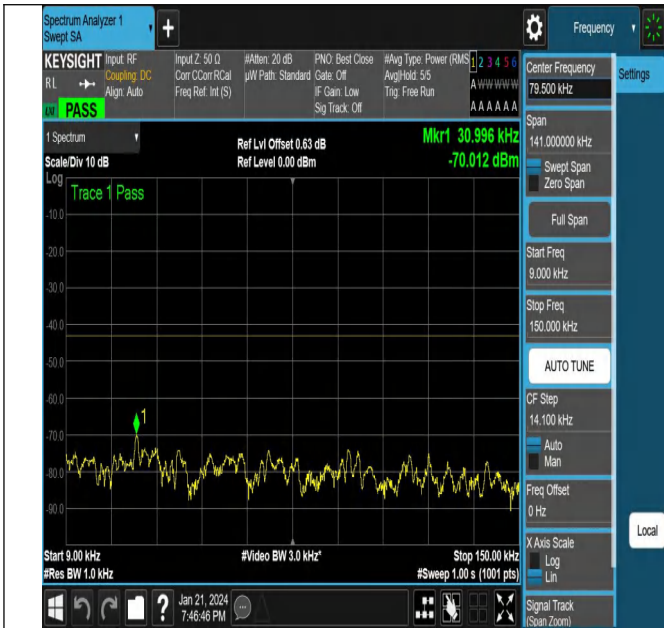 Spectrum Analyzer 1
Swept SA
+
Frequency
KEYSIGHT
RL
PASS
Input: RF
Coupling: DC
Align: Auto
Input Z: 50 Ω
Corr CCorr RCal
Freq Ref: Int (S)
#Atten: 20 dB
µW Path: Standard
PNO: Best Close
Gate: Off
IF Gain: Low
Sig Track: Off
#Avg Type: Power (RMS
Avg|Hold: 5/5
Trig: Free Run
1 2 3 4 5 6
A W W W W W
A A A A A A
1 Spectrum
Scale/Div 10 dB
Ref Lvl Offset 0.63 dB
Ref Level 0.00 dBm
Mkr1 30.996 kHz
-70.012 dBm
Log
Trace 1 Pass
-10.0
-20.0
-30.0
-40.0
-50.0
-60.0
-70.0
-80.0
-90.0
1
Start 9.00 kHz
#Res BW 1.0 kHz
#Video BW 3.0 kHz*
Stop 150.00 kHz
#Sweep 1.00 s (1001 pts)
Jan 21, 2024
7:46:46 PM
?
Center Frequency
79.500 kHz
Settings
Span
141.000000 kHz
Swept Span
Zero Span
Full Span
Start Freq
9.000 kHz
Stop Freq
150.000 kHz
AUTO TUNE
CF Step
14.100 kHz
Auto
Man
Freq Offset
0 Hz
X Axis Scale
Log
Lin
Local
Signal Track
(Span Zoom)